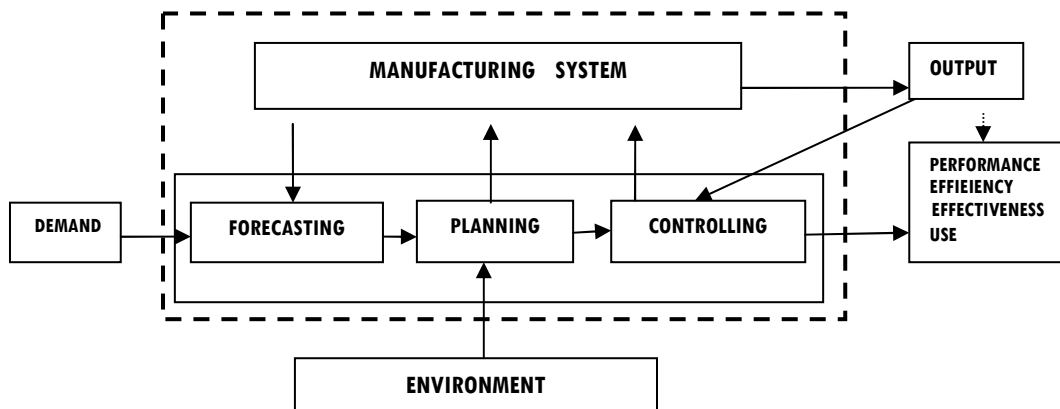 MANUFACTURING SYSTEM
OUTPUT
PERFORMANCE
EFFIEIENCY
EFFECTIVENESS
USE
DEMAND
FORECASTING
PLANNING
CONTROLLING
ENVIRONMENT